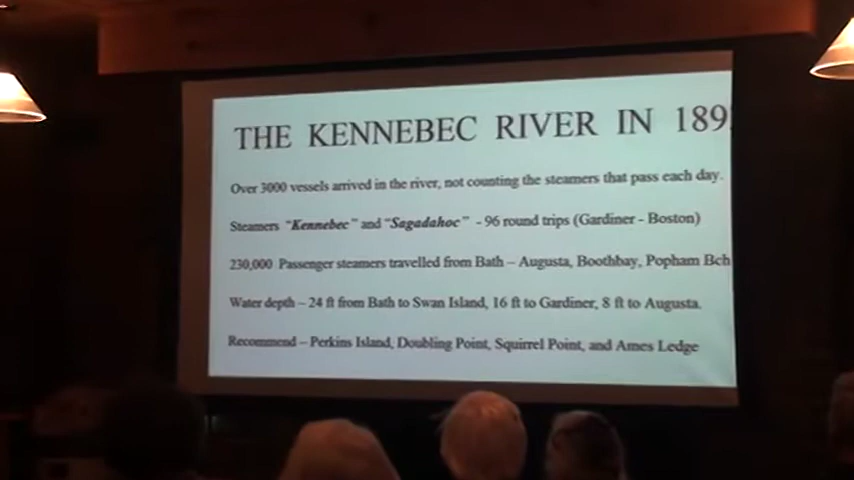 THE KENNEBEC RIVER IN 189
Over 3000 vessels arrived in the river, not counting the steamers that pass each day.
Steamers "Kennebec" and "Sagadahoc" - 96 round trips (Gardiner - Boston)
230,000 Passenger steamers travelled from Bath – Augusta, Boothbay, Popham Bch
Water depth – 24 ft from Bath to Swan Island, 16 ft to Gardiner, 8 ft to Augusta.
Recommend – Perkins Island, Doubling Point, Squirrel Point, and Ames Ledge